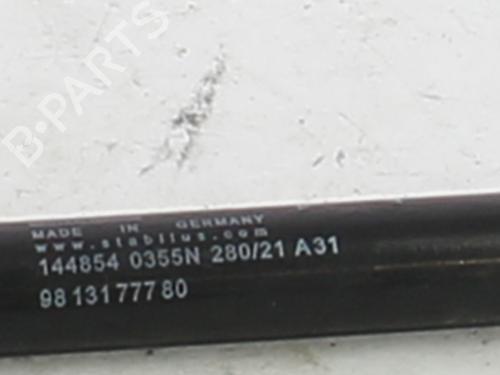 B-PARTS
MADE IN GERMANY
www.stabilus.com
144854 0355N 280/21 A31
98 131 777 80